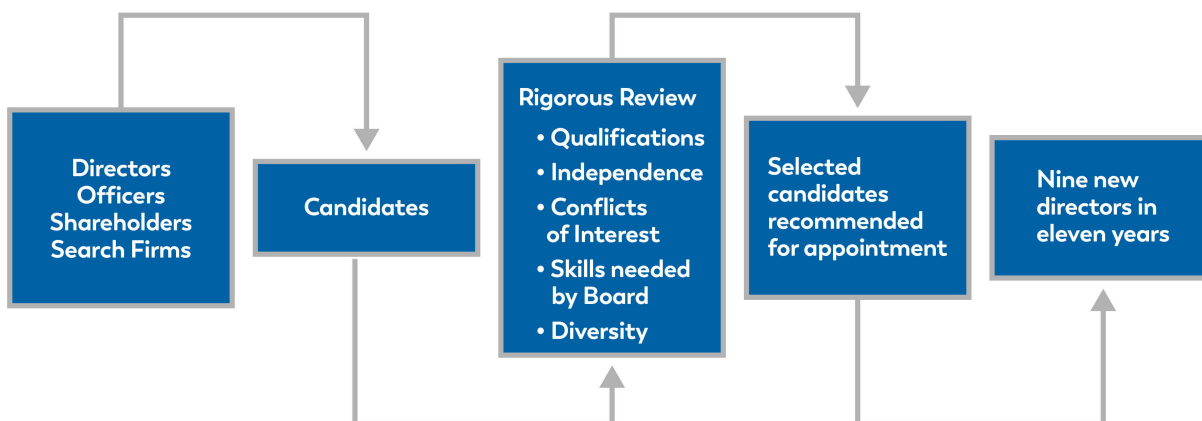 Directors
Officers
Shareholders
Search Firms
Candidates
Rigorous Review
• Qualifications
• Independence
• Conflicts
of Interest
• Skills needed
by Board
• Diversity
Selected
candidates
recommended
for appointment
Nine new
directors in
eleven years